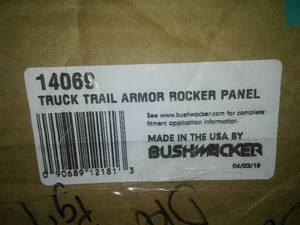 14069
TRUCK TRAIL ARMOR ROCKER PANEL
See www.bushwacker.com for complete
fitment application information.
MADE IN THE USA BY
BUSHWACKER
0 90689 12181 3
04/03/19